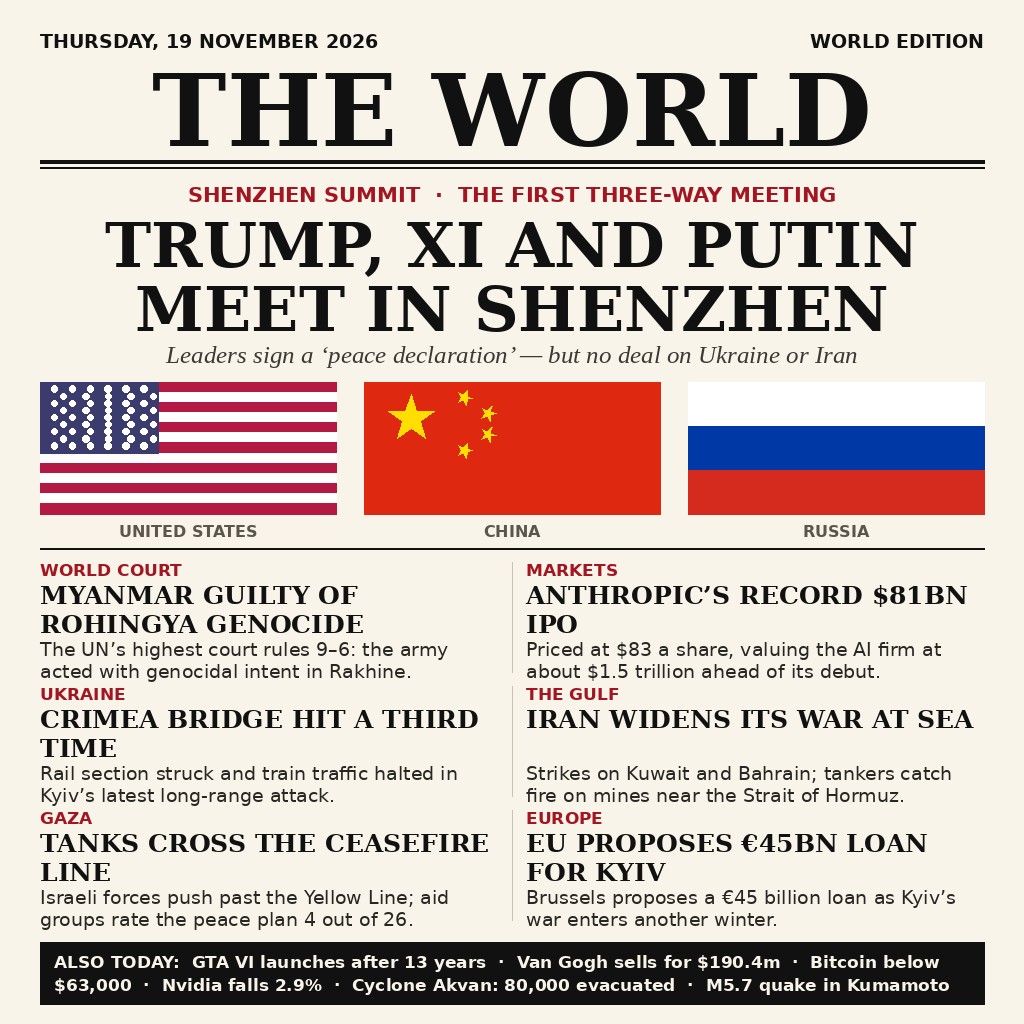 THURSDAY, 19 NOVEMBER 2026
WORLD EDITION
THE WORLD
SHENZHEN SUMMIT · THE FIRST THREE-WAY MEETING
TRUMP, XI AND PUTIN
MEET IN SHENZHEN
Leaders sign a ‘peace declaration’ — but no deal on Ukraine or Iran
UNITED STATES
CHINA
RUSSIA
WORLD COURT
MYANMAR GUILTY OF
ROHINGYA GENOCIDE
The UN’s highest court rules 9–6: the army
acted with genocidal intent in Rakhine.
MARKETS
ANTHROPIC’S RECORD $81BN
IPO
Priced at $83 a share, valuing the AI firm at
about $1.5 trillion ahead of its debut.
UKRAINE
CRIMEA BRIDGE HIT A THIRD
TIME
Rail section struck and train traffic halted in
Kyiv’s latest long-range attack.
THE GULF
IRAN WIDENS ITS WAR AT SEA
Strikes on Kuwait and Bahrain; tankers catch
fire on mines near the Strait of Hormuz.
GAZA
TANKS CROSS THE CEASEFIRE
LINE
Israeli forces push past the Yellow Line; aid
groups rate the peace plan 4 out of 26.
EUROPE
EU PROPOSES €45BN LOAN
FOR KYIV
Brussels proposes a €45 billion loan as Kyiv’s
war enters another winter.
ALSO TODAY: GTA VI launches after 13 years · Van Gogh sells for $190.4m · Bitcoin below
$63,000 · Nvidia falls 2.9% · Cyclone Akvan: 80,000 evacuated · M5.7 quake in Kumamoto